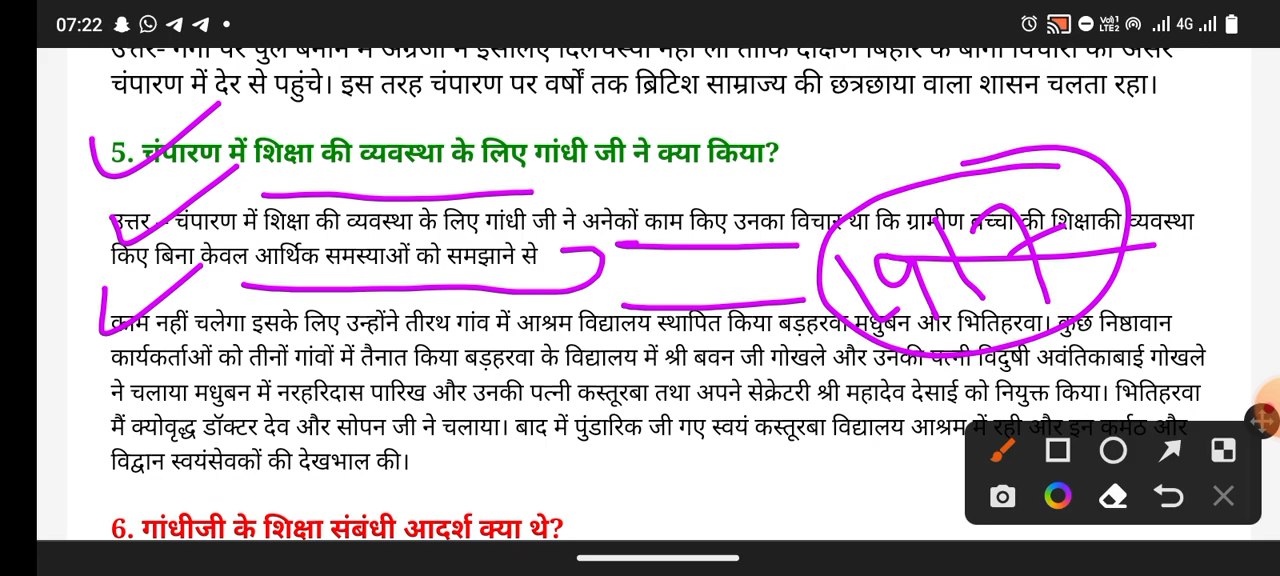 07:22
4G
चंपारण में देर से पहुंचे। इस तरह चंपारण पर वर्षों तक ब्रिटिश साम्राज्य की छत्रछाया वाला शासन चलता रहा।
5. चंपारण में शिक्षा की व्यवस्था के लिए गांधी जी ने क्या किया?
उत्तर - चंपारण में शिक्षा की व्यवस्था के लिए गांधी जी ने अनेकों काम किए उनका विचार था कि ग्रामीण बच्चों की शिक्षाकी व्यवस्था
किए बिना केवल आर्थिक समस्याओं को समझाने से
काम नहीं चलेगा इसके लिए उन्होंने तीरथ गांव में आश्रम विद्यालय स्थापित किया बड़हरवा मधुबन और भितिहरवा। कुछ निष्ठावान
कार्यकर्ताओं को तीनों गांवों में तैनात किया बड़हरवा के विद्यालय में श्री बवन जी गोखले और उनकी पत्नी विदुषी अवंतिकाबाई गोखले
ने चलाया मधुबन में नरहरिदास पारिख और उनकी पत्नी कस्तूरबा तथा अपने सेक्रेटरी श्री महादेव देसाई को नियुक्त किया। भितिहरवा
मैं क्योवृद्ध डॉक्टर देव और सोपन जी ने चलाया। बाद में पुंडारिक जी गए स्वयं कस्तूरबा विद्यालय आश्रम में रही और इन कर्मठ और
विद्वान स्वयंसेवकों की देखभाल की।
6. गांधीजी के शिक्षा संबंधी आदर्श क्या थे?